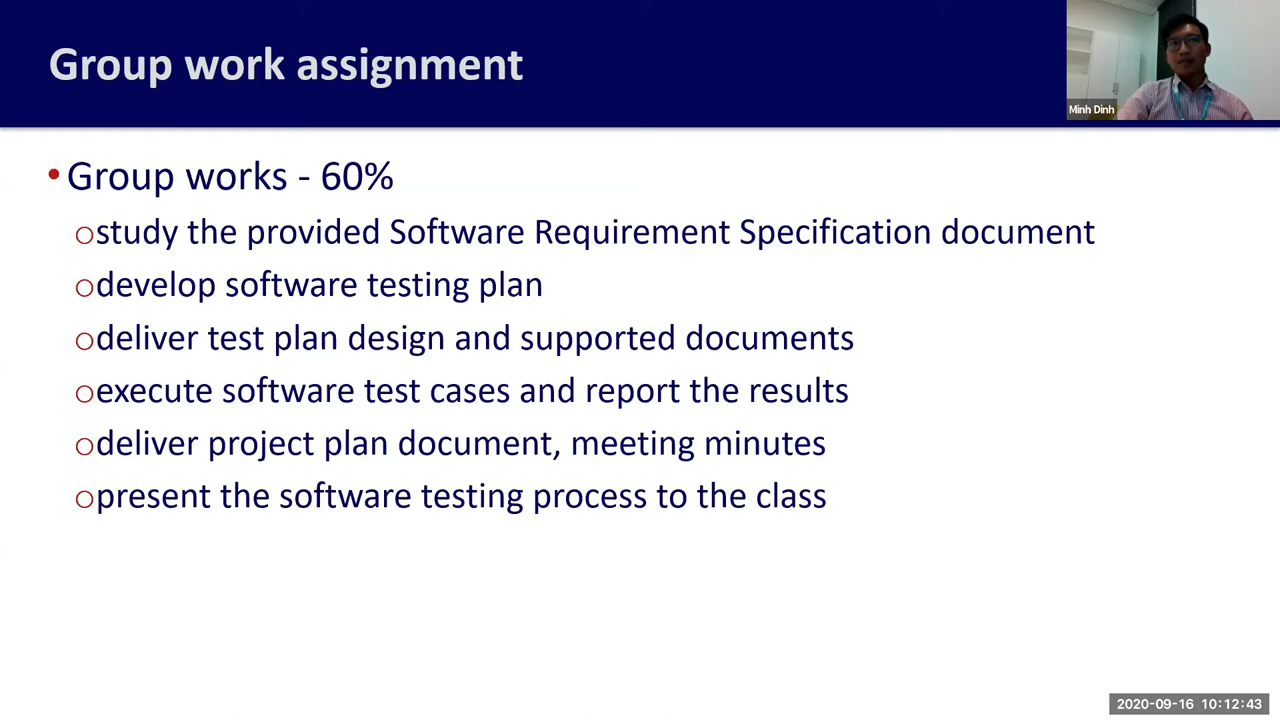 Group work assignment
Minh Dinh
• Group works - 60%
o study the provided Software Requirement Specification document
o develop software testing plan
o deliver test plan design and supported documents
o execute software test cases and report the results
o deliver project plan document, meeting minutes
o present the software testing process to the class
2020-09-16 10:12:43